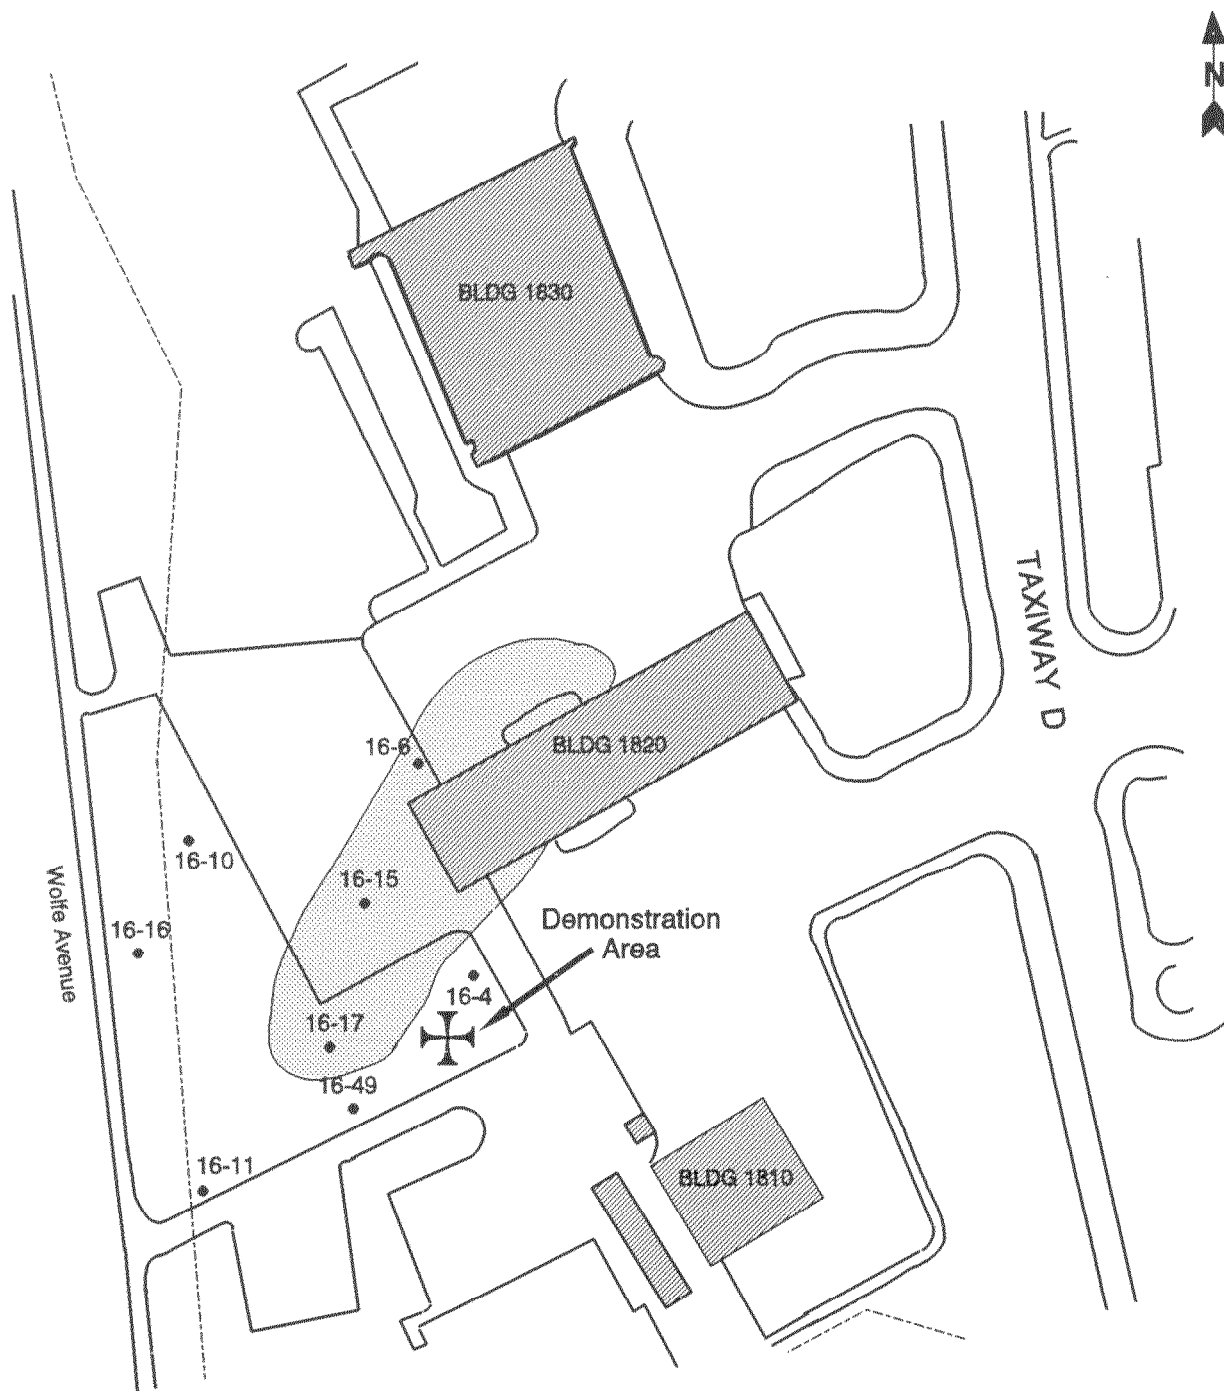 N
BLDG 1830
TAXIWAY D
16-6
BLDG 1820
16-10
16-15
Wolfe Avenue
16-16
Demonstration
Area
16-4
16-17
16-49
16-11
BLDG 1810